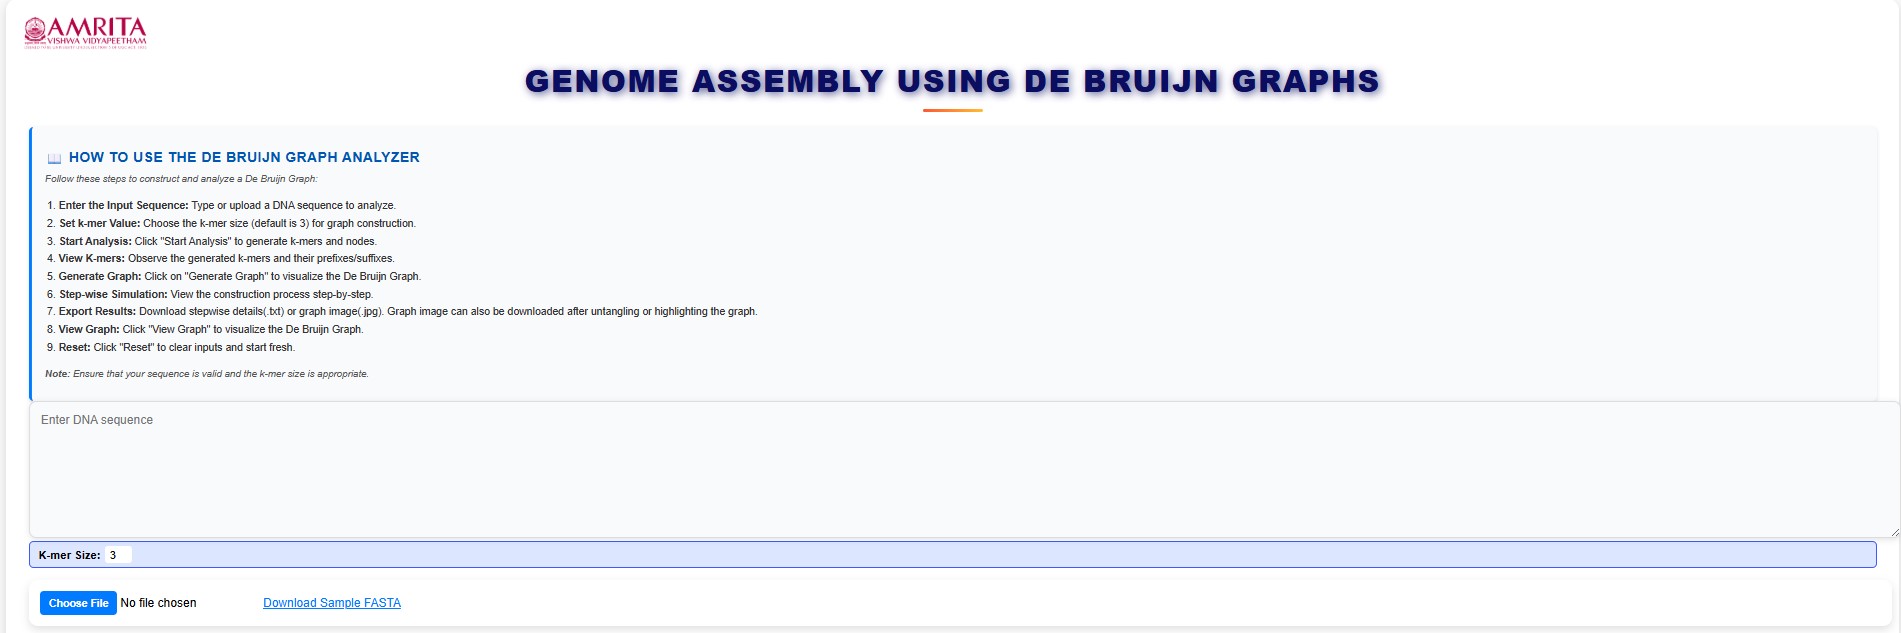 AMRITA
VISHWA VIDYAPEETHAM
GENOME ASSEMBLY USING DE BRUIJN GRAPHS
HOW TO USE THE DE BRUIJN GRAPH ANALYZER
Follow these steps to construct and analyze a De Bruijn Graph:
1. Enter the Input Sequence: Type or upload a DNA sequence to analyze.
2. Set k-mer Value: Choose the k-mer size (default is 3) for graph construction.
3. Start Analysis: Click "Start Analysis" to generate k-mers and nodes.
4. View K-mers: Observe the generated k-mers and their prefixes/suffixes.
5. Generate Graph: Click on "Generate Graph" to visualize the De Bruijn Graph.
6. Step-wise Simulation: View the construction process step-by-step.
7. Export Results: Download stepwise details(.txt) or graph image(.jpg). Graph image can also be downloaded after untangling or highlighting the graph.
8. View Graph: Click "View Graph" to visualize the De Bruijn Graph.
9. Reset: Click "Reset" to clear inputs and start fresh.
Note: Ensure that your sequence is valid and the k-mer size is appropriate.
Enter DNA sequence
K-mer Size: 3
Choose File No file chosen Download Sample FASTA